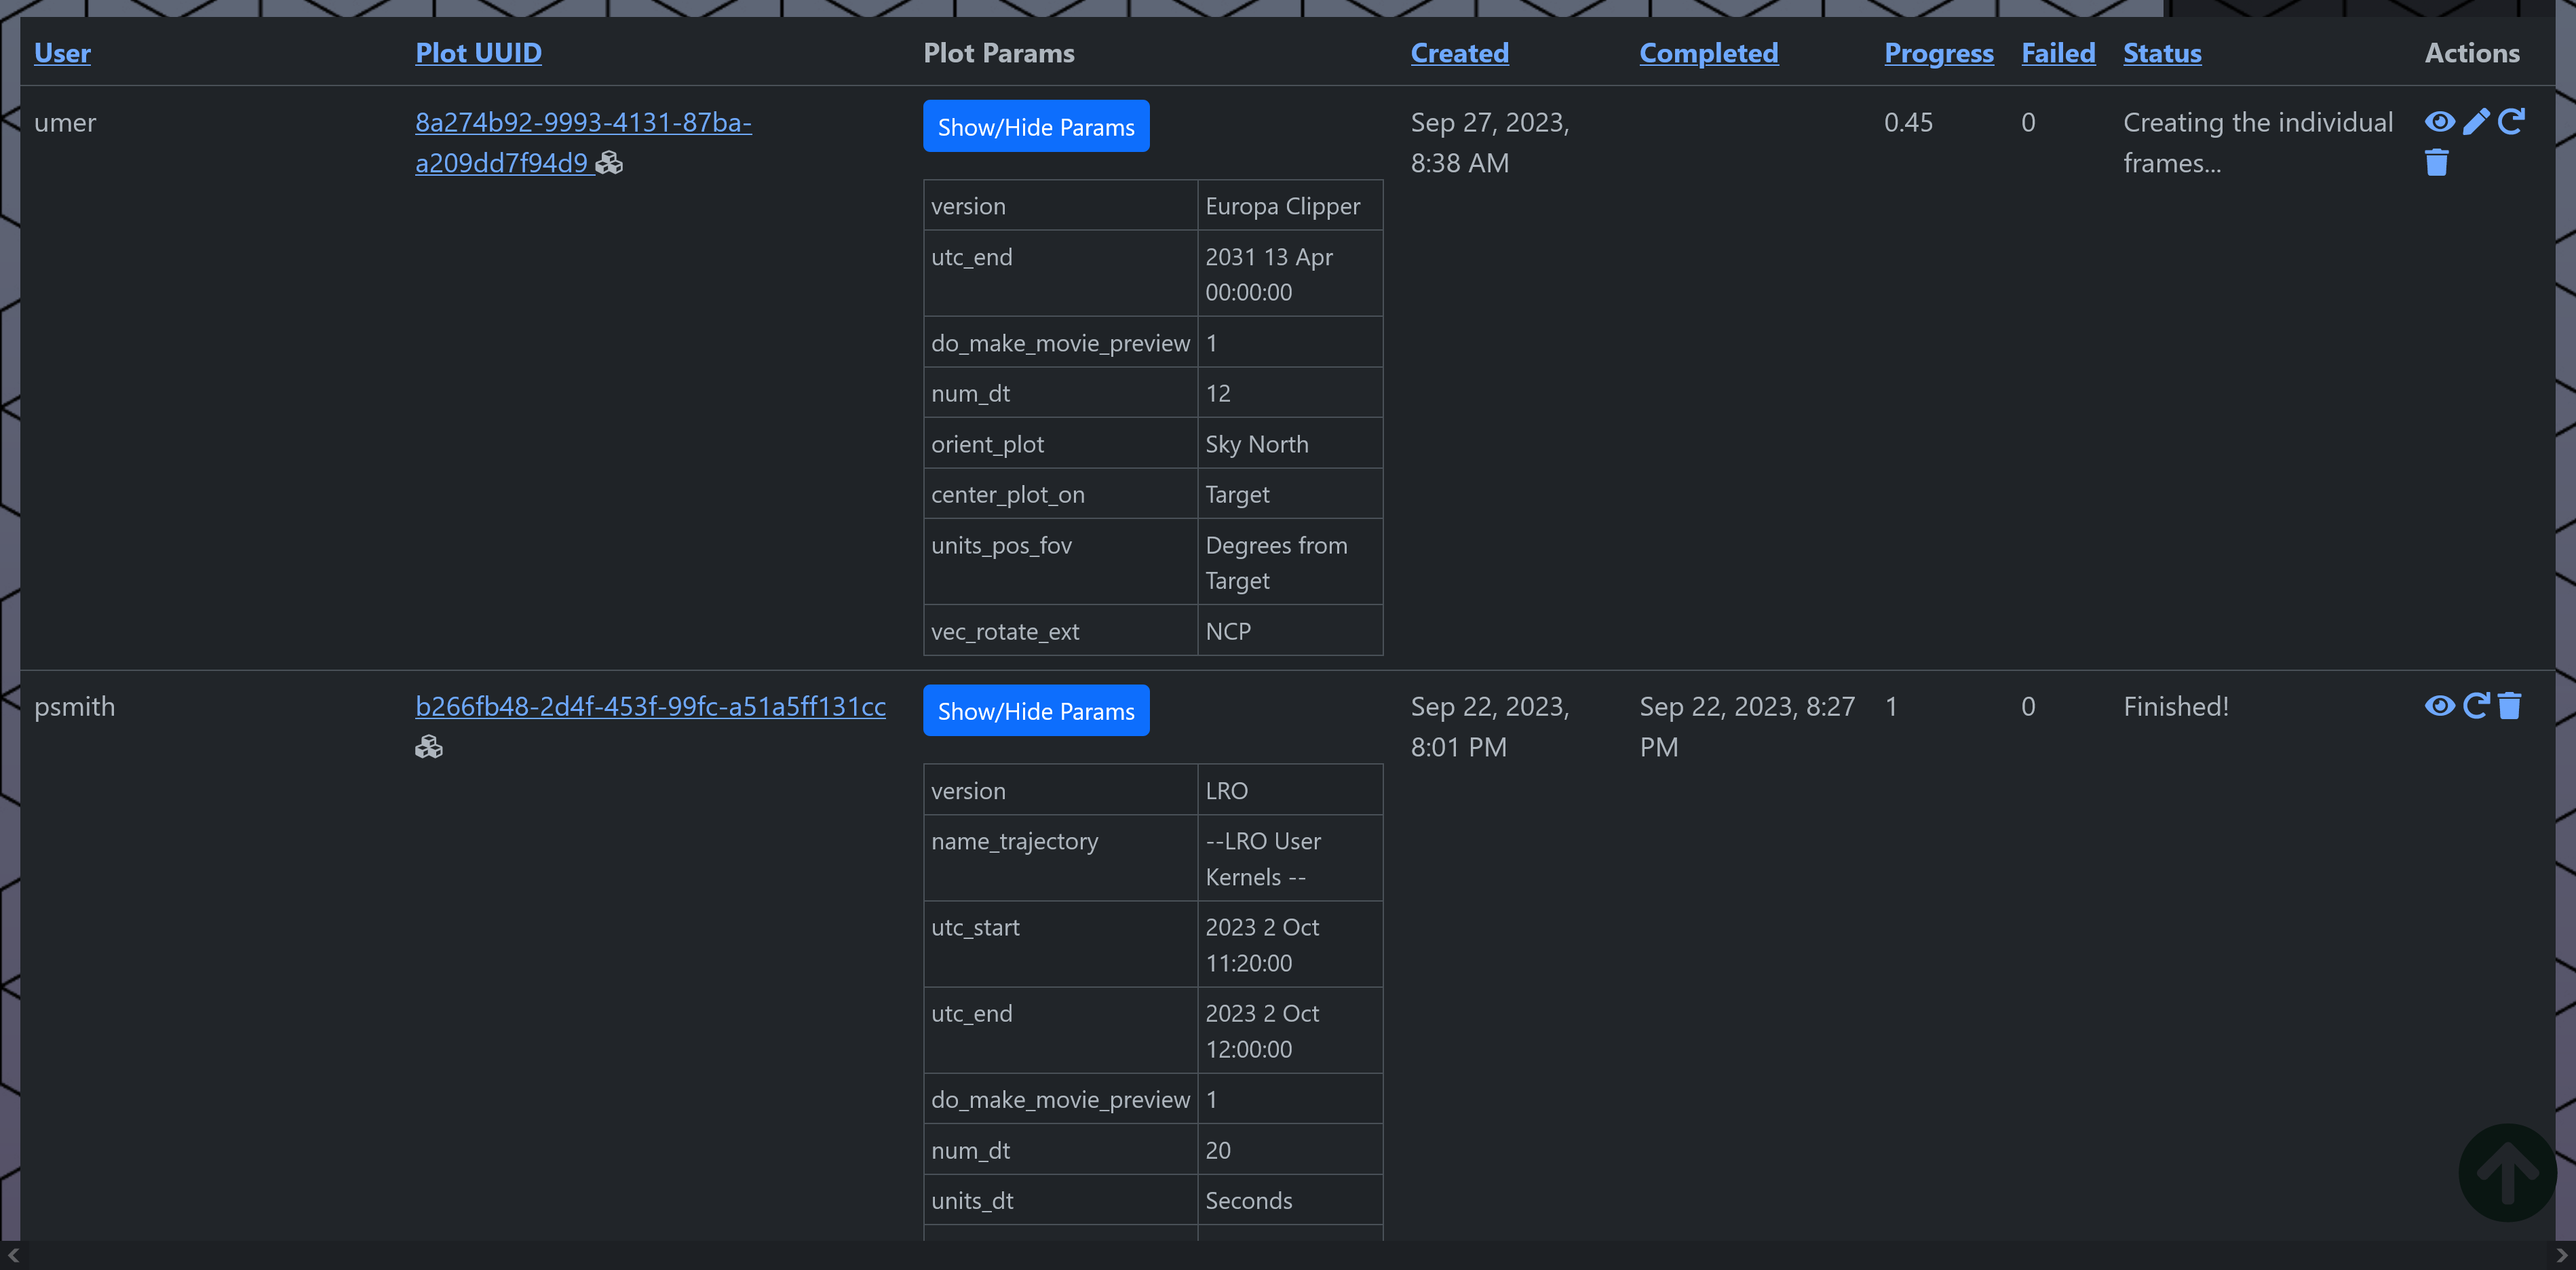 User Plot UUID Plot Params Created Completed Progress Failed Status Actions
umer
8a274b92-9993-4131-87ba-
a209dd7f94d9
Show/Hide Params
version Europa Clipper
utc_end 2031 13 Apr
00:00:00
do_make_movie_preview 1
num_dt 12
orient_plot Sky North
center_plot_on Target
units_pos_fov Degrees from
Target
vec_rotate_ext NCP
Sep 27, 2023,
8:38 AM
0.45
0
Creating the individual
frames...
psmith
b266fb48-2d4f-453f-99fc-a51a5ff131cc
Show/Hide Params
version LRO
name_trajectory --LRO User
Kernels --
utc_start 2023 2 Oct
11:20:00
utc_end 2023 2 Oct
12:00:00
do_make_movie_preview 1
num_dt 20
units_dt Seconds
Sep 22, 2023,
8:01 PM
Sep 22, 2023, 8:27
PM
1
0
Finished!